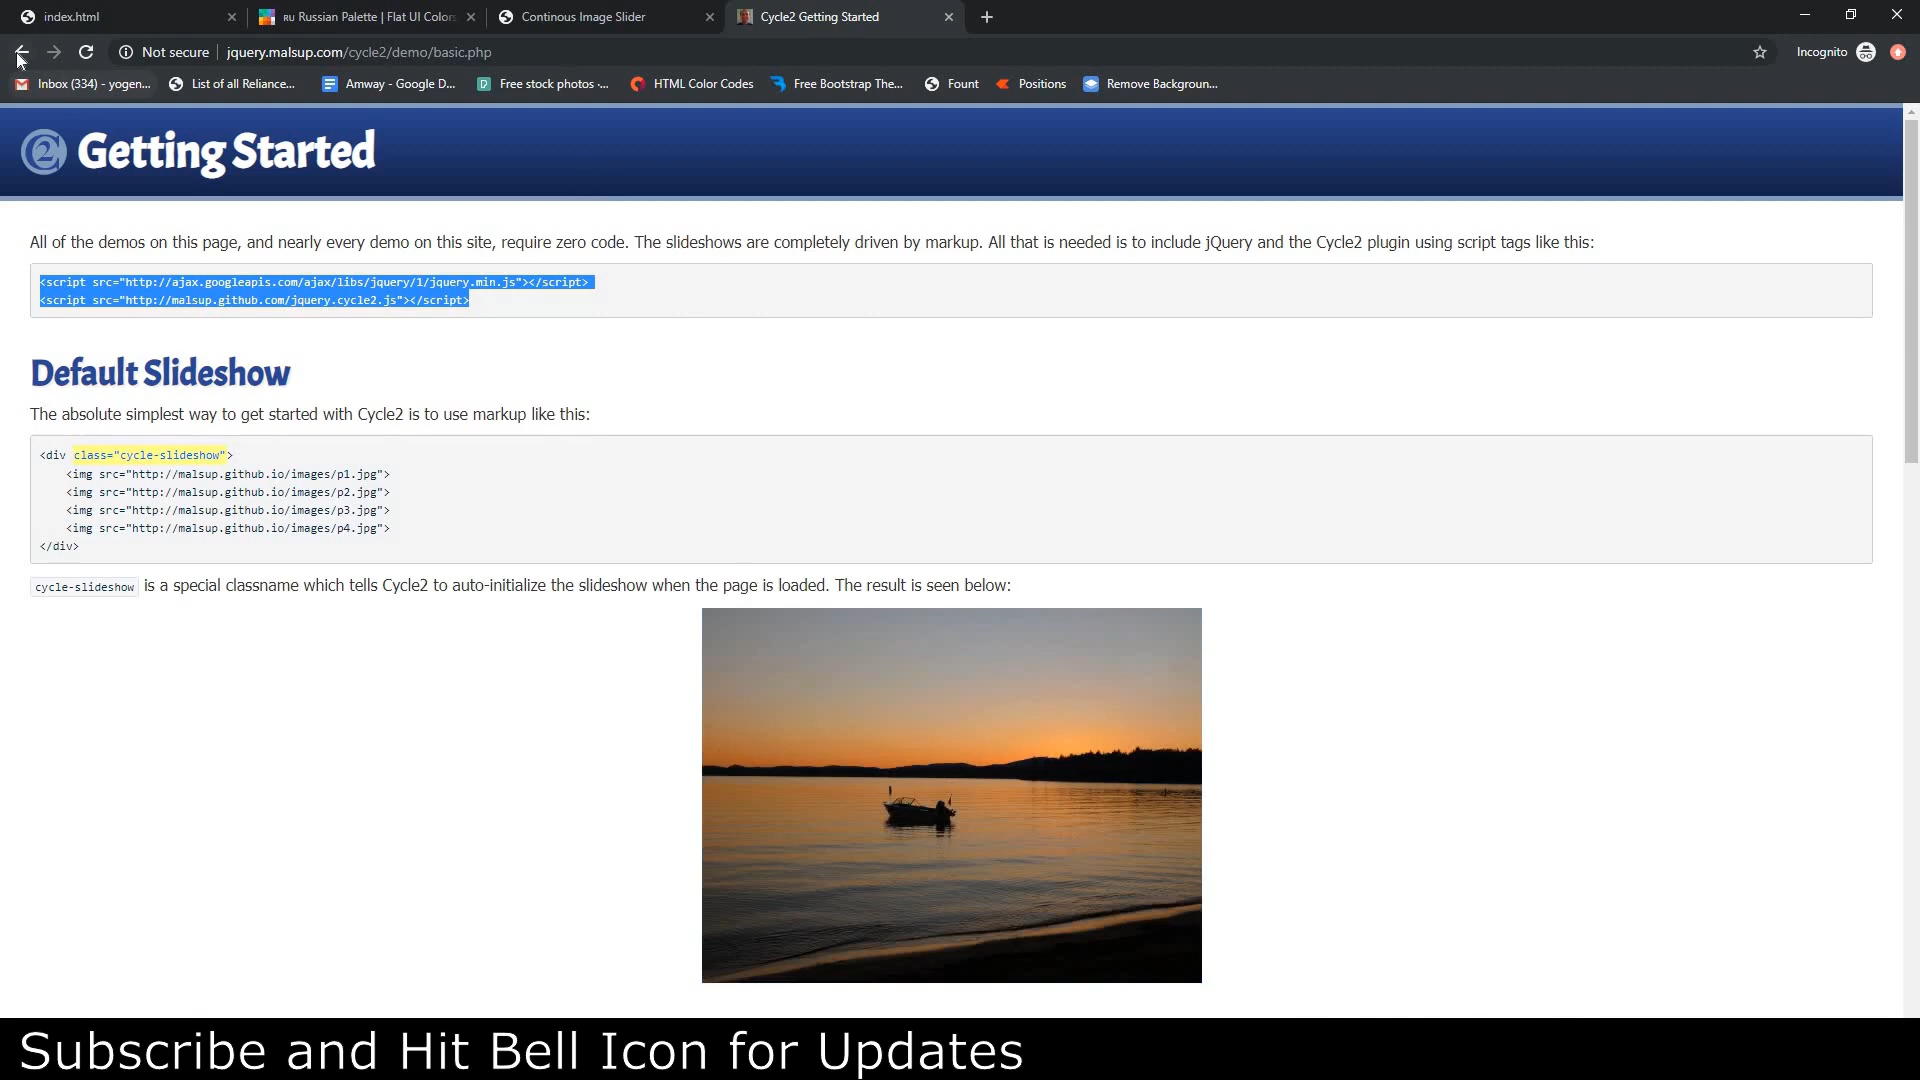 index.html
RU Russian Palette | Flat UI Colors
Continous Image Slider
Cycle2 Getting Started
Not secure
jquery.malsup.com/cycle2/demo/basic.php
Incognito
Inbox (334) - yogen...
List of all Reliance...
Amway - Google D...
Free stock photos ·...
HTML Color Codes
Free Bootstrap The...
Fount
Positions
Remove Backgroun...
2 Getting Started
All of the demos on this page, and nearly every demo on this site, require zero code. The slideshows are completely driven by markup. All that is needed is to include jQuery and the Cycle2 plugin using script tags like this:
<script src="http://ajax.googleapis.com/ajax/libs/jquery/1/jquery.min.js"></script>
<script src="http://malsup.github.com/jquery.cycle2.js"></script>
Default Slideshow
The absolute simplest way to get started with Cycle2 is to use markup like this:
<div class="cycle-slideshow">
<img src="http://malsup.github.io/images/p1.jpg">
<img src="http://malsup.github.io/images/p2.jpg">
<img src="http://malsup.github.io/images/p3.jpg">
<img src="http://malsup.github.io/images/p4.jpg">
</div>
cycle-slideshow is a special classname which tells Cycle2 to auto-initialize the slideshow when the page is loaded. The result is seen below:
Subscribe and Hit Bell Icon for Updates